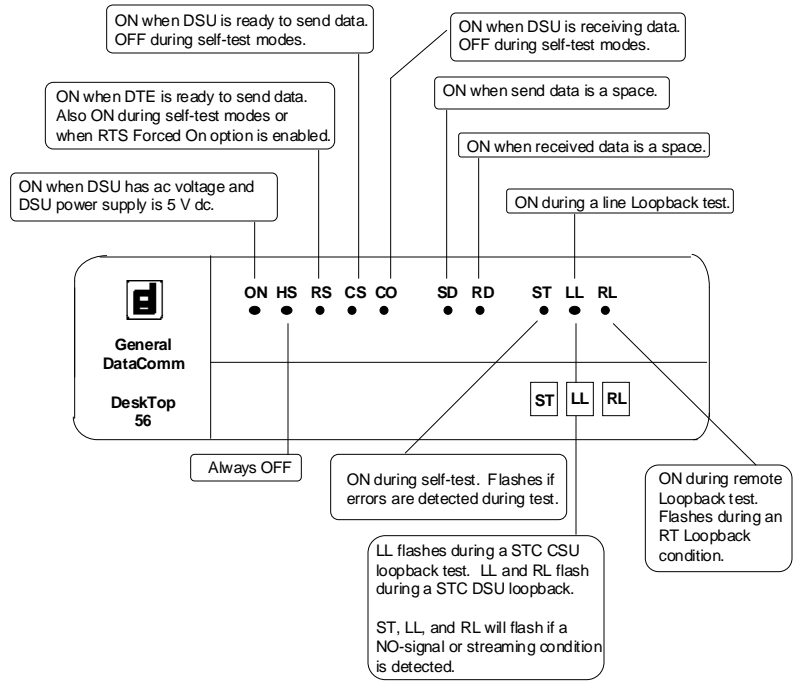 ON when DSU is ready to send data.
OFF during self-test modes.
ON when DSU is receiving data.
OFF during self-test modes.
ON when DTE is ready to send data.
Also ON during self-test modes or
when RTS Forced On option is enabled.
ON when send data is a space.
ON when received data is a space.
ON when DSU has ac voltage and
DSU power supply is 5 V dc.
ON during a line Loopback test.
ON HS RS CS CO SD RD ST LL RL
General
DataComm
DeskTop
56
ST LL RL
Always OFF
ON during self-test. Flashes if
errors are detected during test.
ON during remote
Loopback test.
Flashes during an
RT Loopback
condition.
LL flashes during a STC CSU
loopback test. LL and RL flash
during a STC DSU loopback.
ST, LL, and RL will flash if a
NO-signal or streaming condition
is detected.